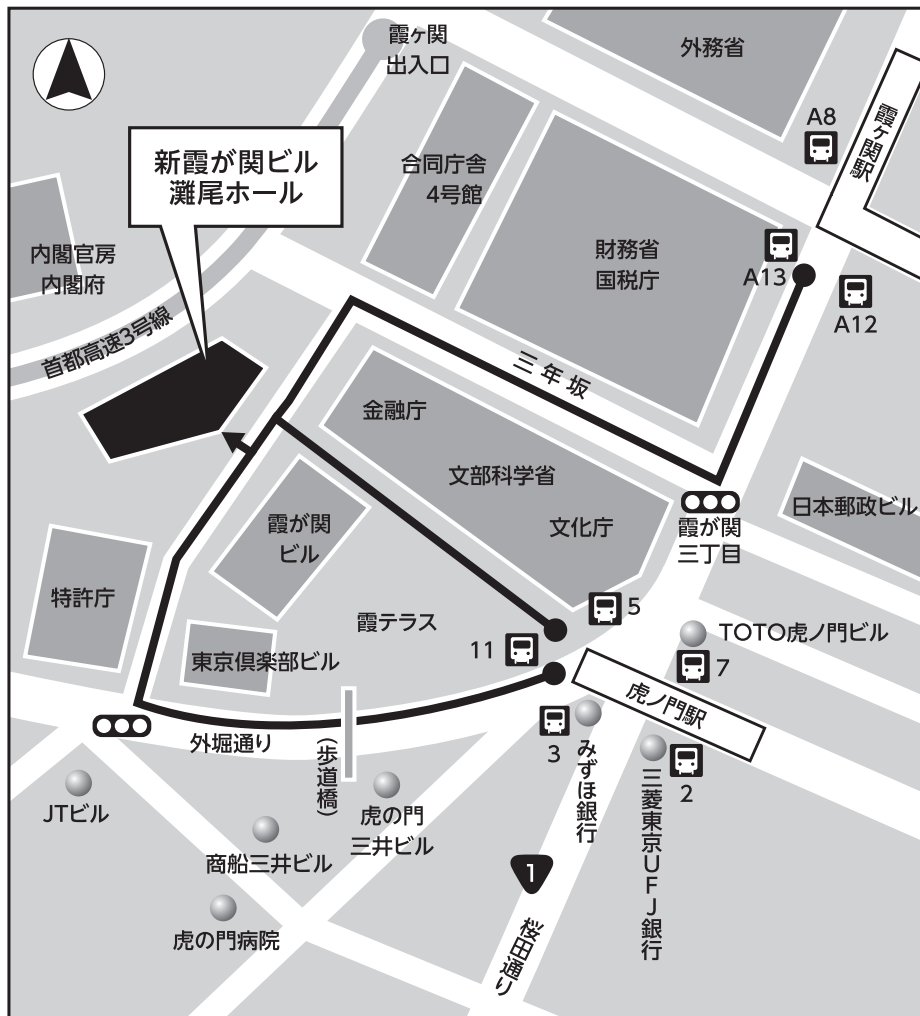 霞ヶ関
出入口
外務省
A8
霞ヶ関駅
合同庁舎
4号館
新霞が関ビル
灘尾ホール
内閣官房
内閣府
財務省
国税庁
A13
A12
首都高速3号線
三年坂
金融庁
文部科学省
文化庁
日本郵政ビル
霞が関
三丁目
霞が関
ビル
特許庁
霞テラス
5
TOTO虎ノ門ビル
11
7
東京倶楽部ビル
虎ノ門駅
外堀通り
(歩道橋)
3
みずほ銀行
2
三菱東京UFJ銀行
JTビル
虎の門
三井ビル
商船三井ビル
1
虎の門病院
桜田通り